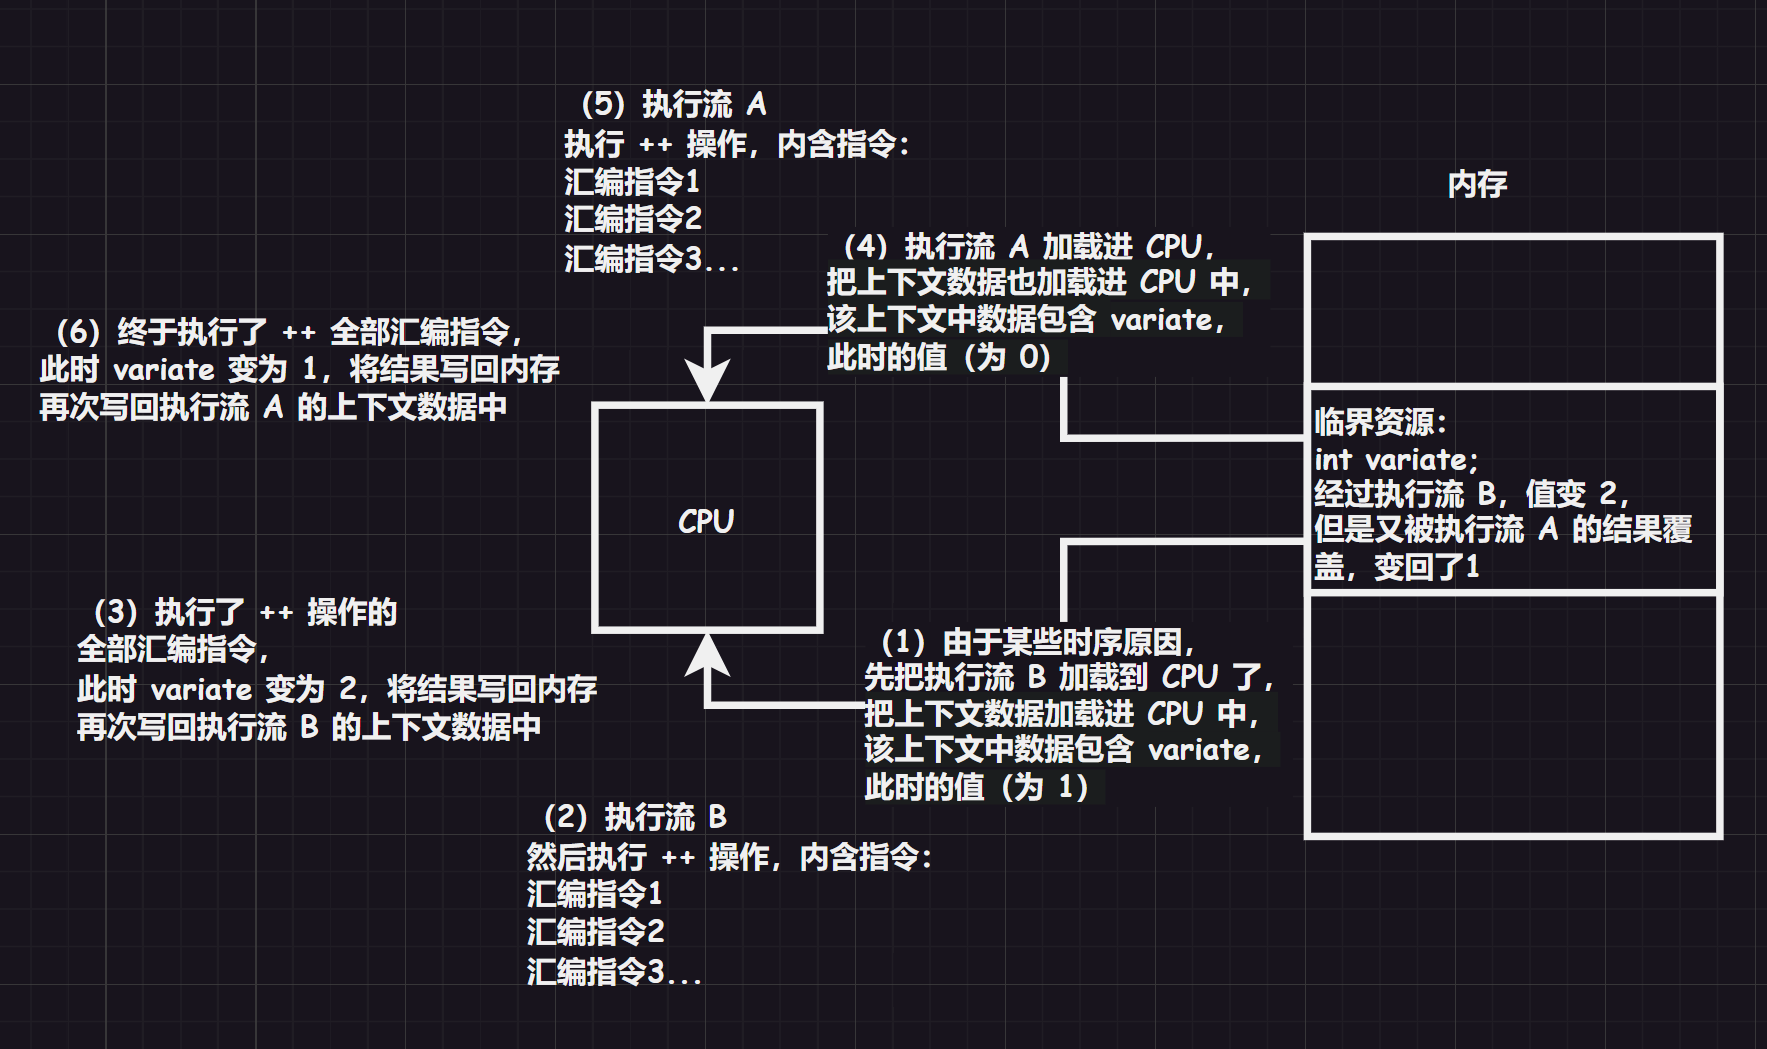 （5）执行流 A
执行 ++ 操作，内含指令：
汇编指令1
汇编指令2
汇编指令3...
内存
（4）执行流 A 加载进 CPU，
把上下文数据也加载进 CPU 中，
该上下文中数据包含 variate，
此时的值（为 0）
（6）终于执行了 ++ 全部汇编指令，
此时 variate 变为 1，将结果写回内存
再次写回执行流 A 的上下文数据中
临界资源：
int variate;
经过执行流 B，值变 2，
但是又被执行流 A 的结果覆
盖，变回了1
CPU
（3）执行了 ++ 操作的
全部汇编指令，
此时 variate 变为 2，将结果写回内存
再次写回执行流 B 的上下文数据中
（1）由于某些时序原因，
先把执行流 B 加载到 CPU 了，
把上下文数据加载进 CPU 中，
该上下文中数据包含 variate，
此时的值（为 1）
（2）执行流 B
然后执行 ++ 操作，内含指令：
汇编指令1
汇编指令2
汇编指令3...